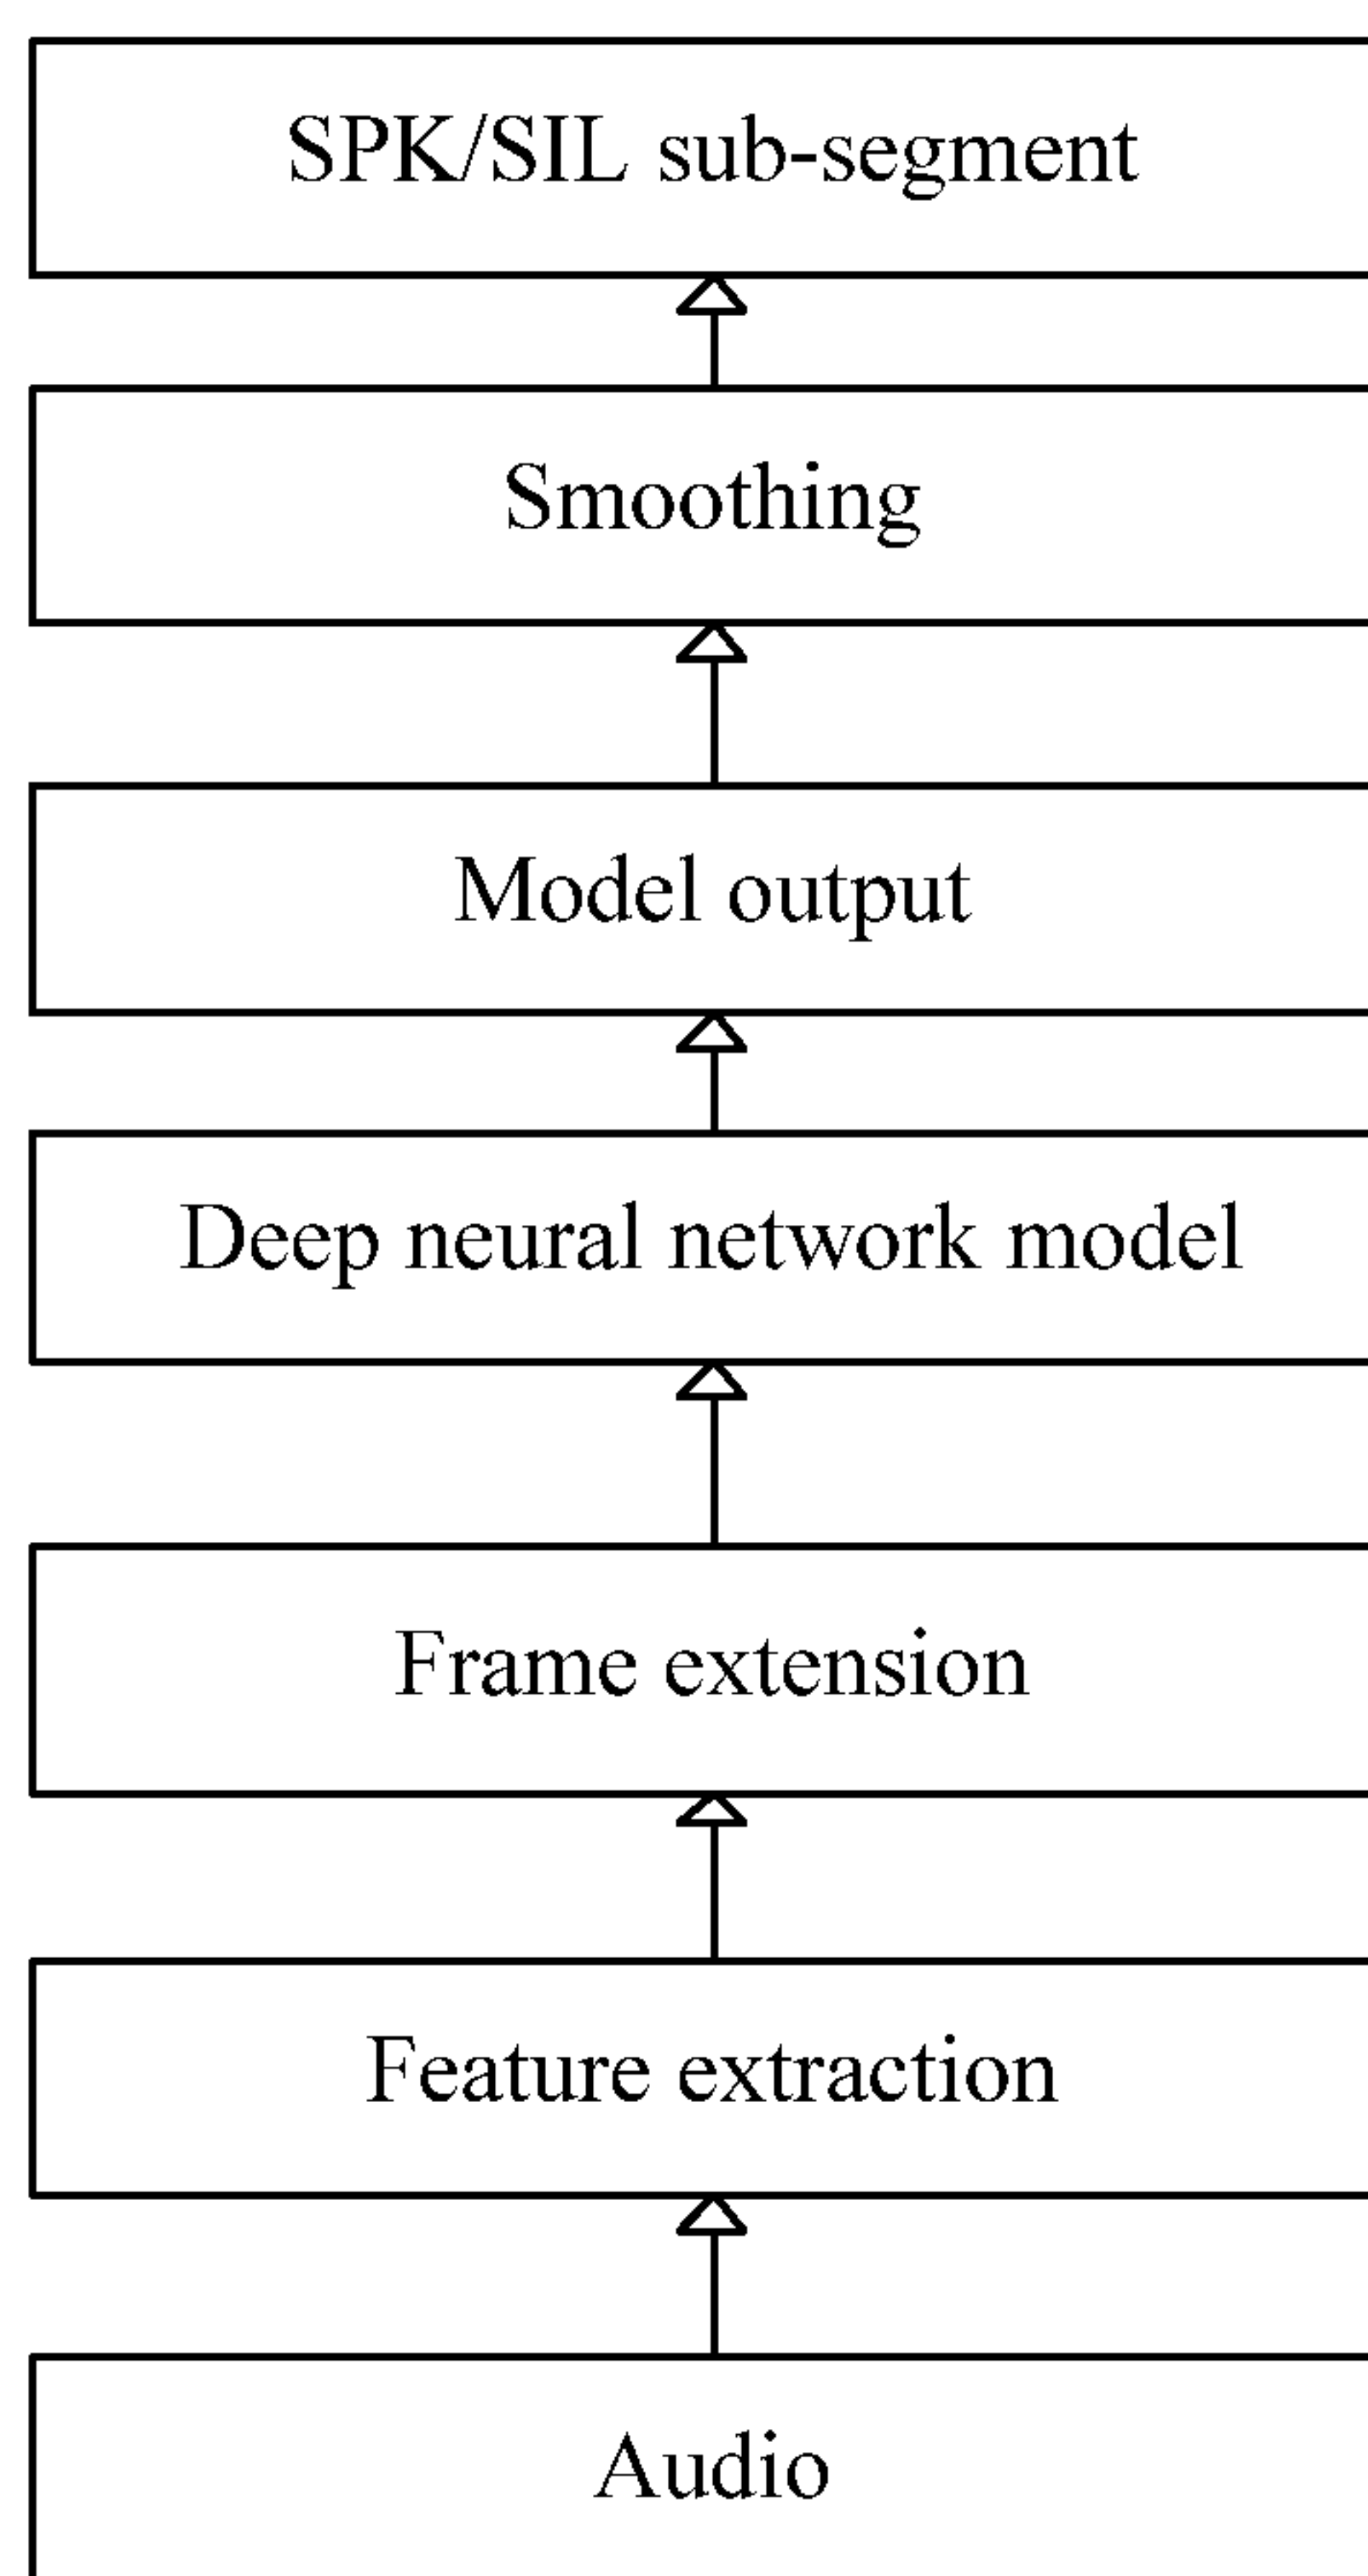 SPK/SIL sub-segment
Smoothing
Model output
Deep neural network model
Frame extension
Feature extraction
Audio